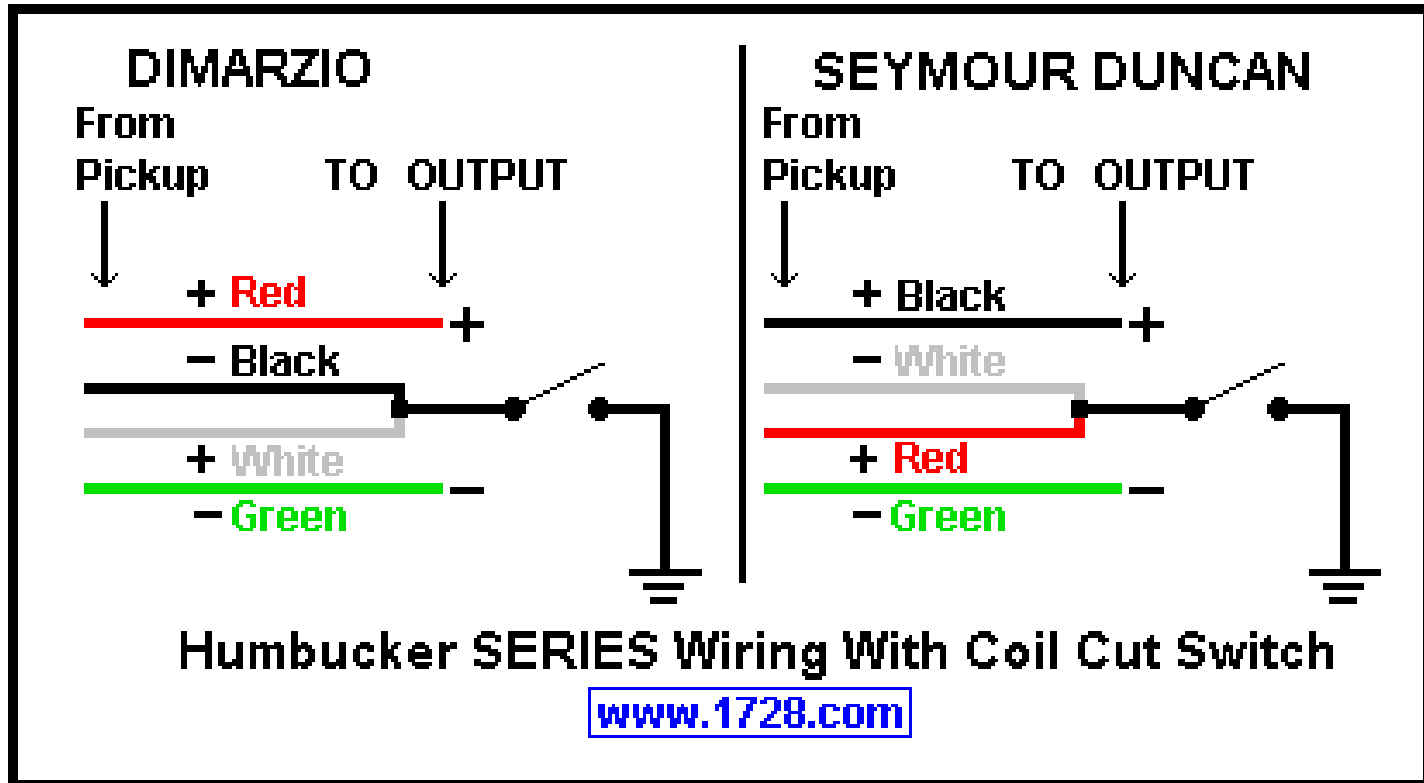 DIMARZIO
From
Pickup TO OUTPUT
+ Red
+
− Black
+ White
−
− Green
SEYMOUR DUNCAN
From
Pickup TO OUTPUT
+ Black
+
− White
+ Red
−
− Green
Humbucker SERIES Wiring With Coil Cut Switch
www.1728.com